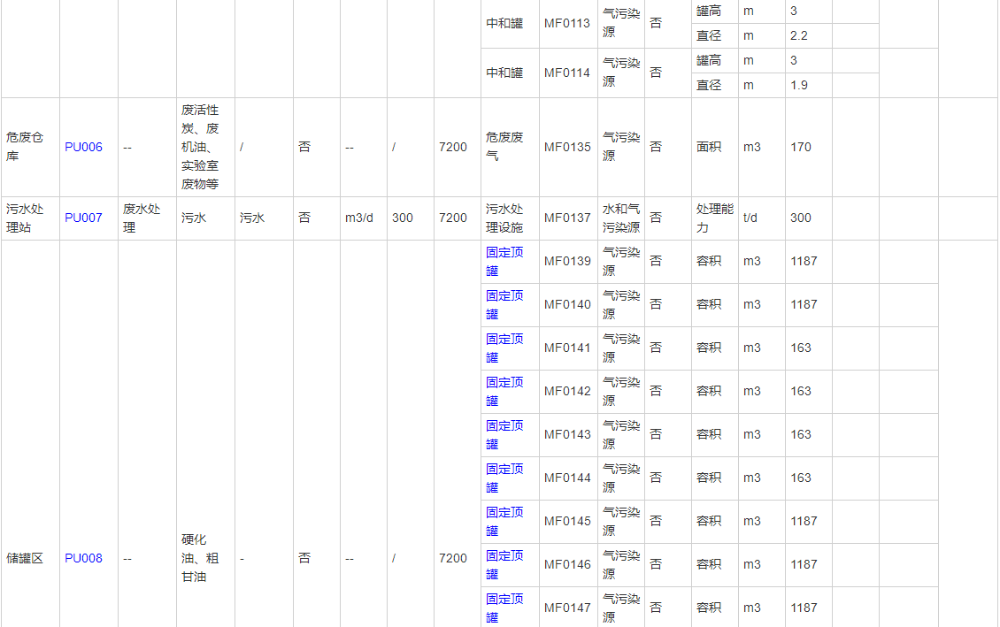 中和罐 MF0113 气污染源 否 罐高 m 3
直径 m 2.2
中和罐 MF0114 气污染源 否 罐高 m 3
直径 m 1.9
危废仓库 PU006 -- 废活性炭、废机油、实验室废物等 / 否 -- / 7200 危废废气 MF0135 气污染源 否 面积 m3 170
污水处理站 PU007 废水处理 污水 污水 否 m3/d 300 7200 污水处理设施 MF0137 水和气污染源 否 处理能力 t/d 300
储罐区 PU008 -- 硬化油、粗甘油 - 否 -- / 7200
固定顶罐 MF0139 气污染源 否 容积 m3 1187
固定顶罐 MF0140 气污染源 否 容积 m3 1187
固定顶罐 MF0141 气污染源 否 容积 m3 163
固定顶罐 MF0142 气污染源 否 容积 m3 163
固定顶罐 MF0143 气污染源 否 容积 m3 163
固定顶罐 MF0144 气污染源 否 容积 m3 163
固定顶罐 MF0145 气污染源 否 容积 m3 1187
固定顶罐 MF0146 气污染源 否 容积 m3 1187
固定顶罐 MF0147 气污染源 否 容积 m3 1187